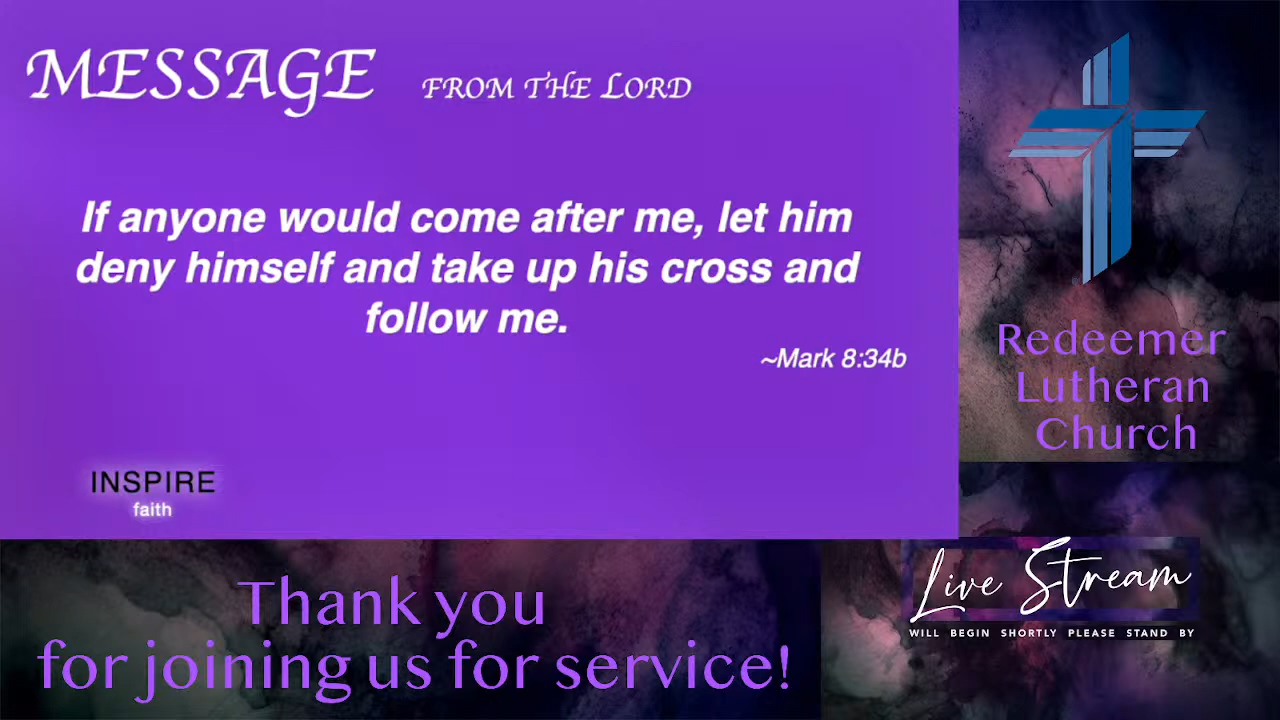 MESSAGE FROM THE LORD
If anyone would come after me, let him
deny himself and take up his cross and
follow me.
~Mark 8:34b
INSPIRE
faith
Redeemer
Lutheran
Church
Thank you
for joining us for service!
Live Stream
WILL BEGIN SHORTLY PLEASE STAND BY